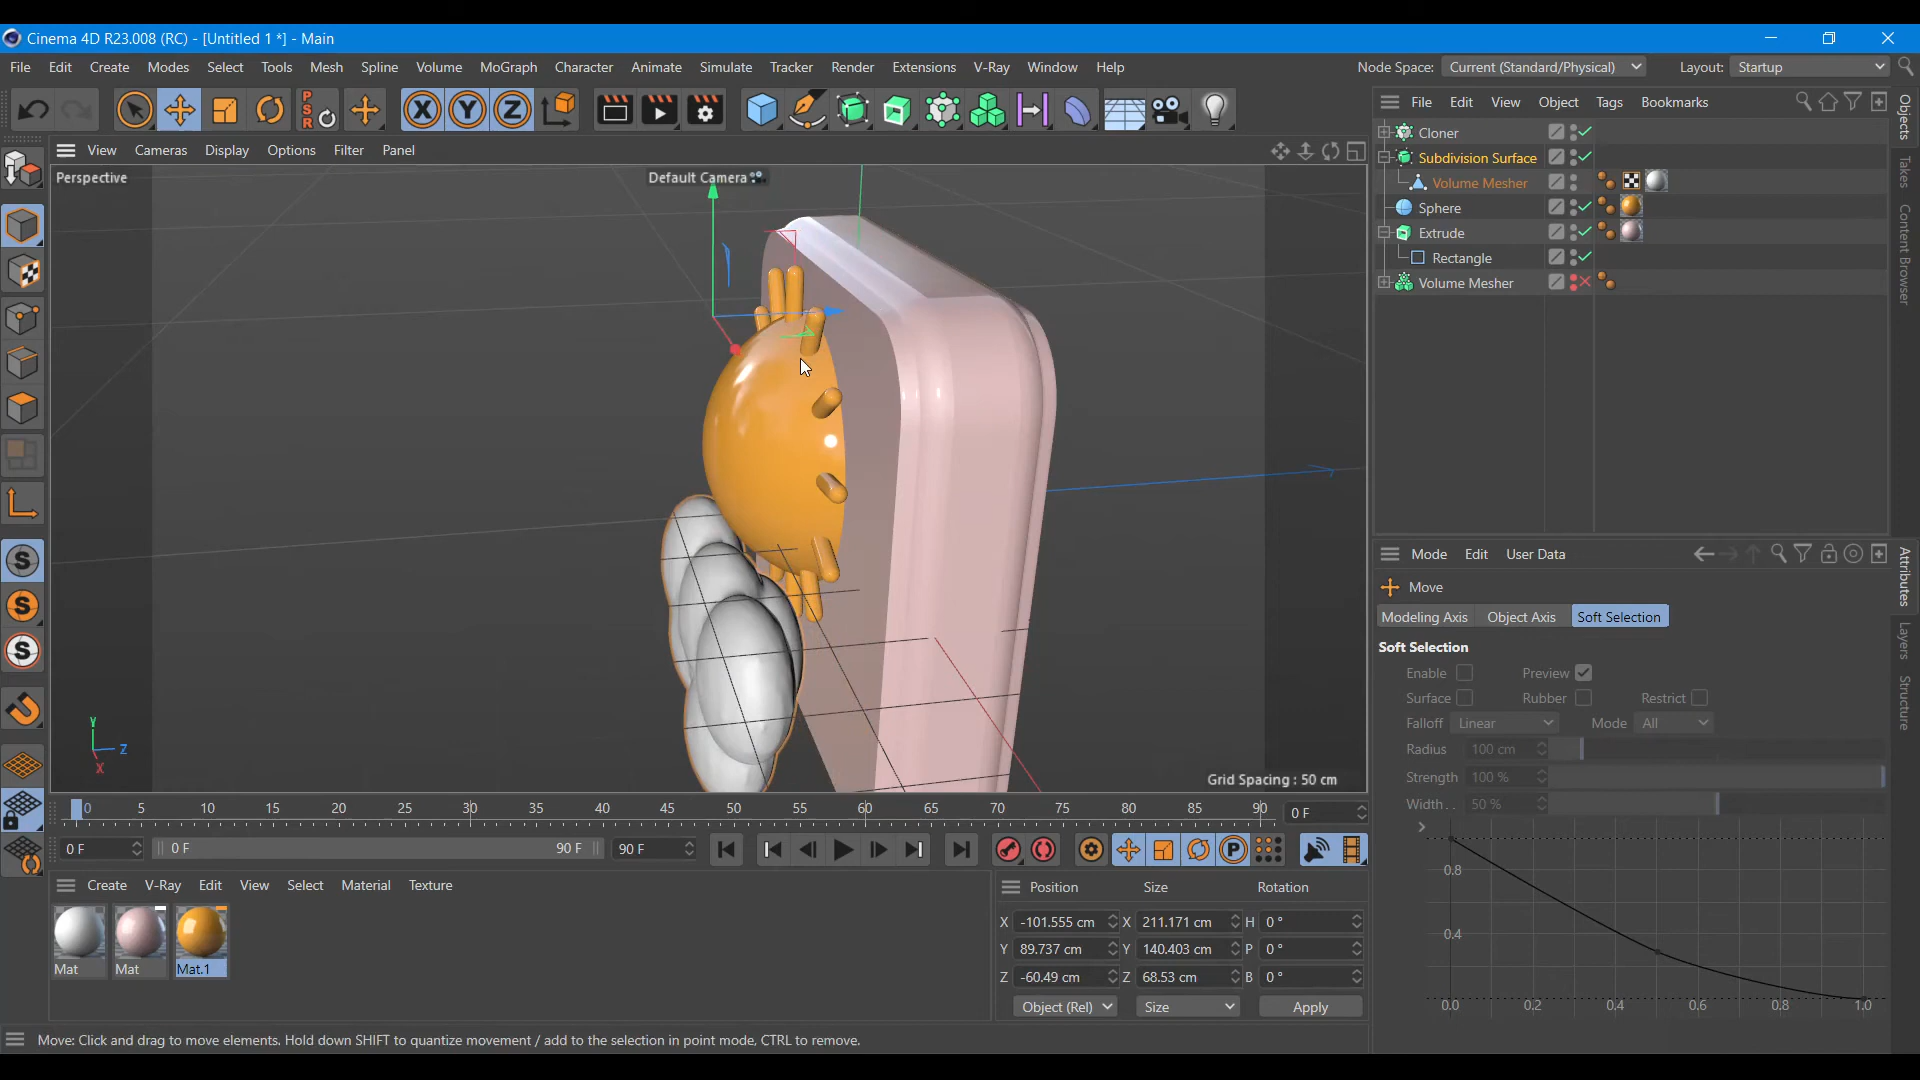 Cinema 4D R23.008 (RC) - [Untitled 1 *] - Main
File Edit Create Modes Select Tools Mesh Spline Volume MoGraph Character Animate Simulate Tracker Render Extensions V-Ray Window Help Node Space: Current (Standard/Physical) Layout: Startup
PSR X Y Z
File Edit View Object Tags Bookmarks
View Cameras Display Options Filter Panel
Perspective Default Camera
Cloner
Subdivision Surface
Volume Mesher
Sphere
Extrude
Rectangle
Volume Mesher
Objects
Takes
Content Browser
S
S
S
Y
Z
X
Grid Spacing : 50 cm
Mode Edit User Data
Move
Modeling Axis Object Axis Soft Selection
Soft Selection
Enable Preview
Surface Rubber Restrict
Falloff Linear Mode All
Radius 100 cm
Strength 100 %
Width . . 50 %
0.8
0.4
0.0 0.2 0.4 0.6 0.8 1.0
Attributes
Layers
Structure
0 5 10 15 20 25 30 35 40 45 50 55 60 65 70 75 80 85 90 0 F
0 F 0 F 90 F 90 F P
Create V-Ray Edit View Select Material Texture
Mat Mat Mat.1
Position Size Rotation
X -101.555 cm X 211.171 cm H 0 °
Y 89.737 cm Y 140.403 cm P 0 °
Z -60.49 cm Z 68.53 cm B 0 °
Object (Rel) Size Apply
Move: Click and drag to move elements. Hold down SHIFT to quantize movement / add to the selection in point mode, CTRL to remove.